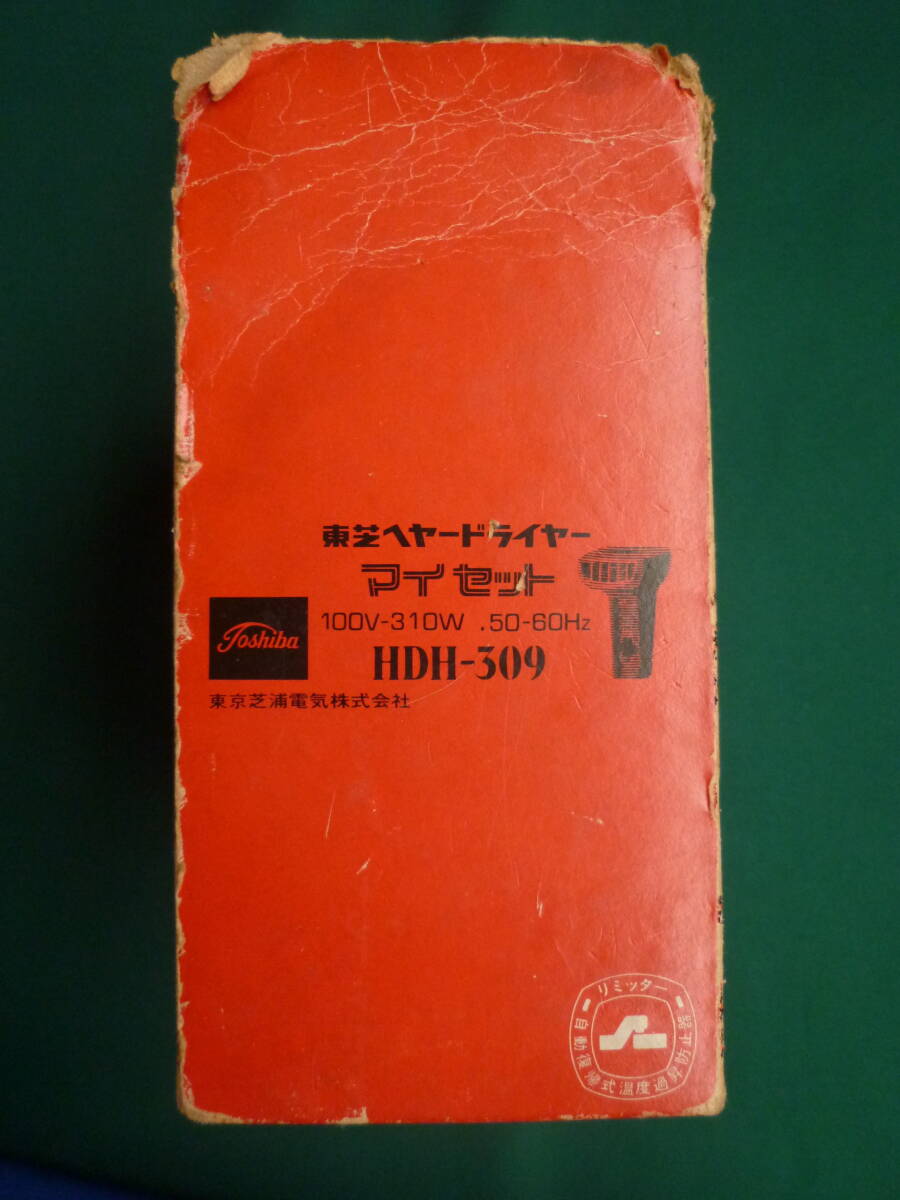 東芝ヘヤードライヤー
マイセット
100V-310W .50-60Hz
HDH-309
Toshiba
東京芝浦電気株式会社
リミッター
自動復帰式温度過昇防止器